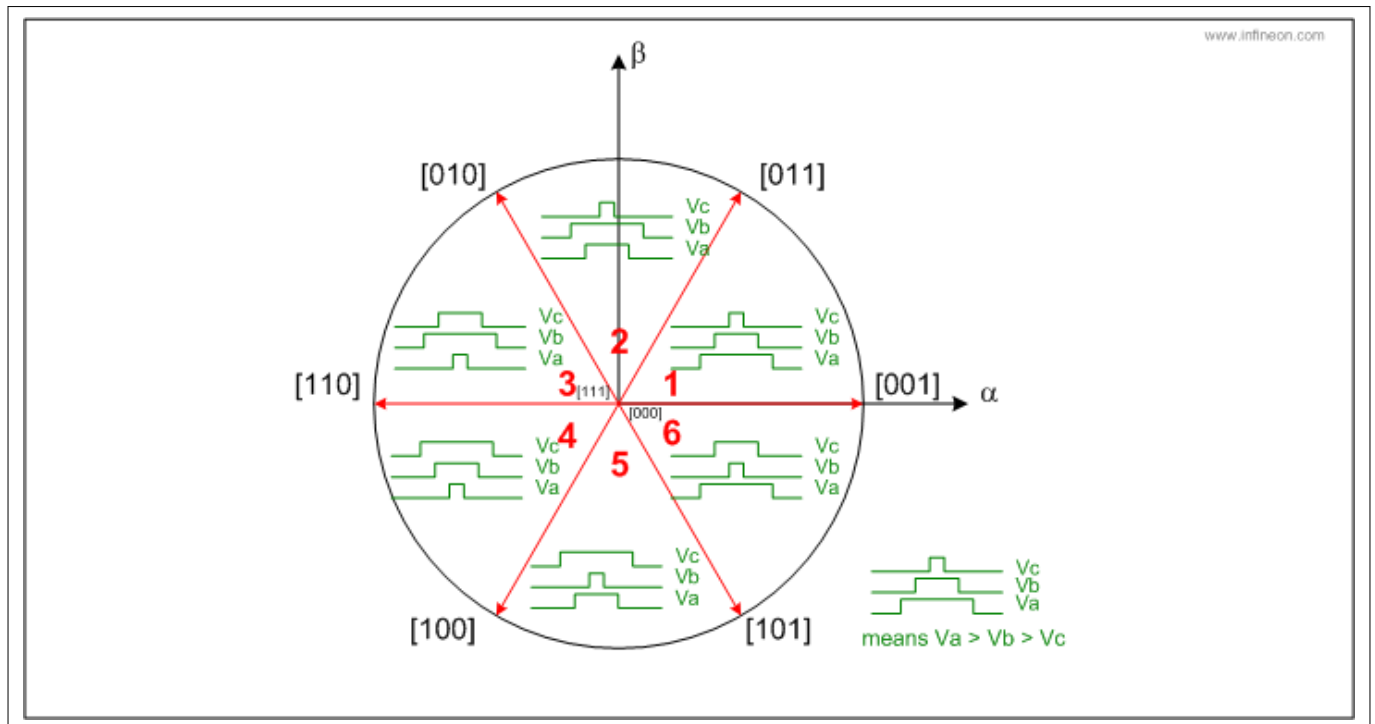 www.infineon.com
β
[010]
[011]
Vc
Vb
Va
Vc
Vb
Va
Vc
Vb
Va
2
[110]
3
[111]
1
[001]
α
[000]
4
6
5
Vc
Vb
Va
Vc
Vb
Va
Vc
Vb
Va
Vc
Vb
Va
[100]
[101]
means Va > Vb > Vc